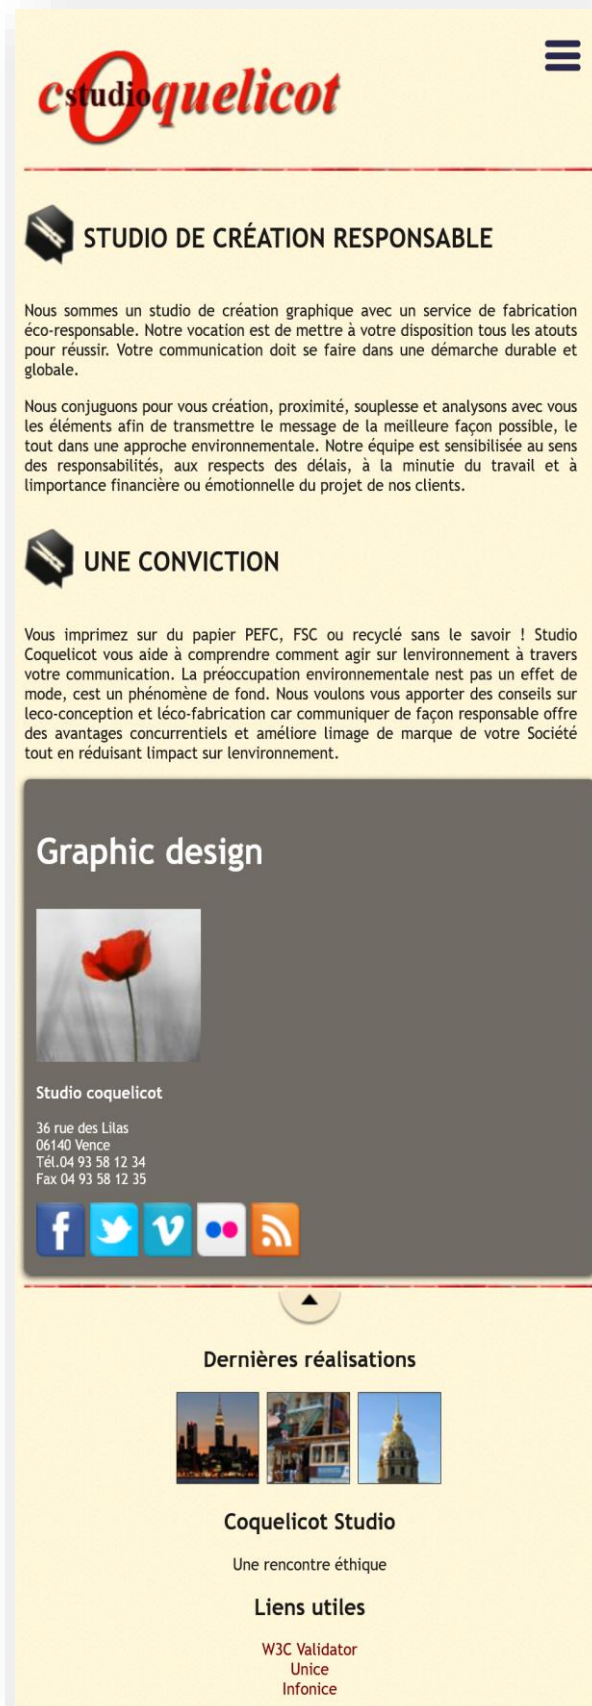 cstudiOquelicot
STUDIO DE CRÉATION RESPONSABLE
Nous sommes un studio de création graphique avec un service de fabrication
éco-responsable. Notre vocation est de mettre à votre disposition tous les atouts
pour réussir. Votre communication doit se faire dans une démarche durable et
globale.
Nous conjuguons pour vous création, proximité, souplesse et analysons avec vous
les éléments afin de transmettre le message de la meilleure façon possible, le
tout dans une approche environnementale. Notre équipe est sensibilisée au sens
des responsabilités, aux respects des délais, à la minutie du travail et à
limportance financière ou émotionnelle du projet de nos clients.
UNE CONVICTION
Vous imprimez sur du papier PEFC, FSC ou recyclé sans le savoir ! Studio
Coquelicot vous aide à comprendre comment agir sur lenvironnement à travers
votre communication. La préoccupation environnementale nest pas un effet de
mode, cest un phénomène de fond. Nous voulons vous apporter des conseils sur
leco-conception et léco-fabrication car communiquer de façon responsable offre
des avantages concurrentiels et améliore limage de marque de votre Société
tout en réduisant limpact sur lenvironnement.
Graphic design
Studio coquelicot
36 rue des Lilas
06140 Vence
Tél.04 93 58 12 34
Fax 04 93 58 12 35
Dernières réalisations
Coquelicot Studio
Une rencontre éthique
Liens utiles
W3C Validator
Unice
Infonice